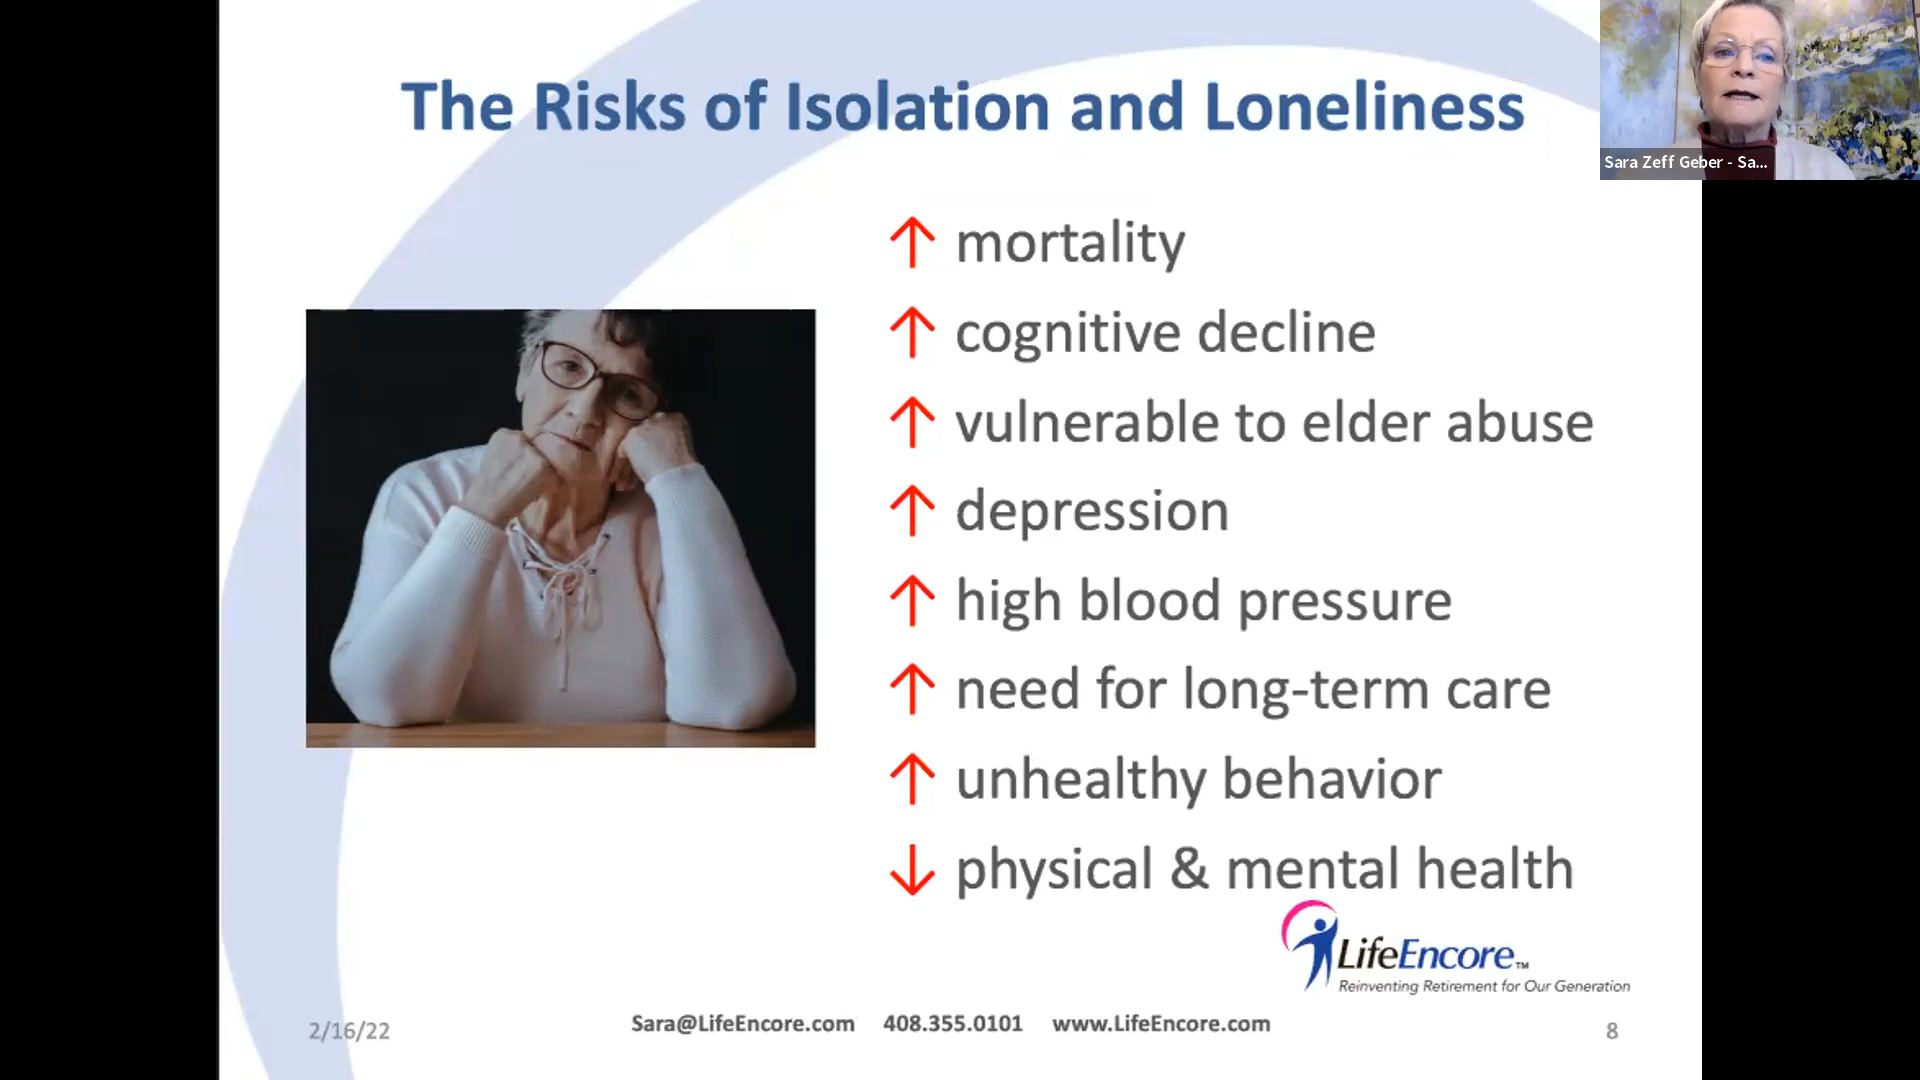 The Risks of Isolation and Loneliness
Sara Zeff Geber - Sa...
↑ mortality
↑ cognitive decline
↑ vulnerable to elder abuse
↑ depression
↑ high blood pressure
↑ need for long-term care
↑ unhealthy behavior
↓ physical & mental health
LifeEncore™
Reinventing Retirement for Our Generation
2/16/22
Sara@LifeEncore.com 408.355.0101 www.LifeEncore.com
8